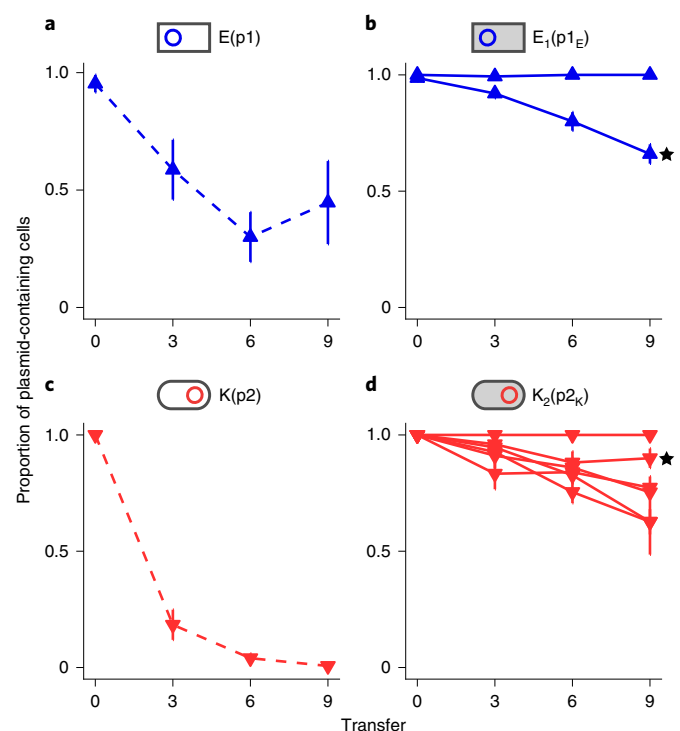 a
E(p1)
b
E₁(p1_E)
Proportion of plasmid-containing cells
1.0
0.5
0
0 3 6 9
1.0
0.5
0
0 3 6 9
c
K(p2)
d
K₂(p2_K)
1.0
0.5
0
0 3 6 9
1.0
0.5
0
0 3 6 9
Transfer